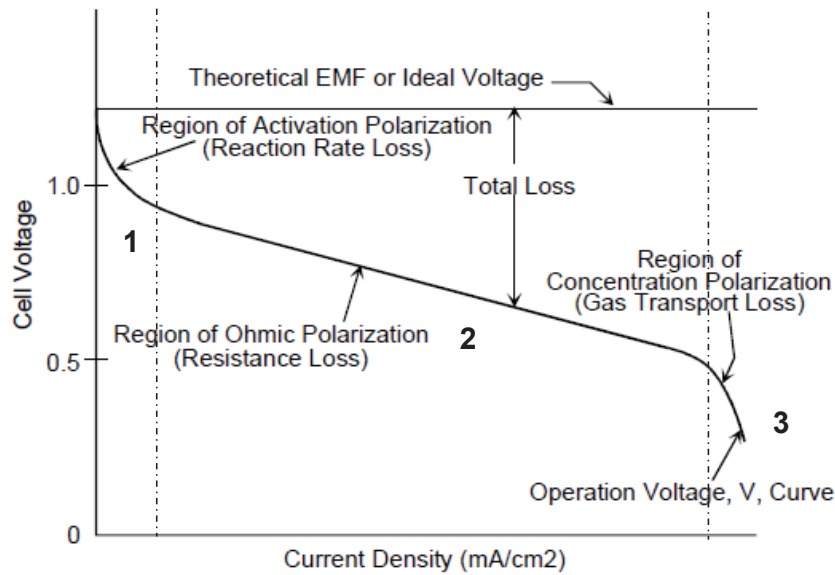 Theoretical EMF or Ideal Voltage
Region of Activation Polarization
(Reaction Rate Loss)
1.0
Total Loss
1
Cell Voltage
Region of
Concentration Polarization
(Gas Transport Loss)
Region of Ohmic Polarization
(Resistance Loss)
2
0.5
3
Operation Voltage, V, Curve
0
Current Density (mA/cm2)